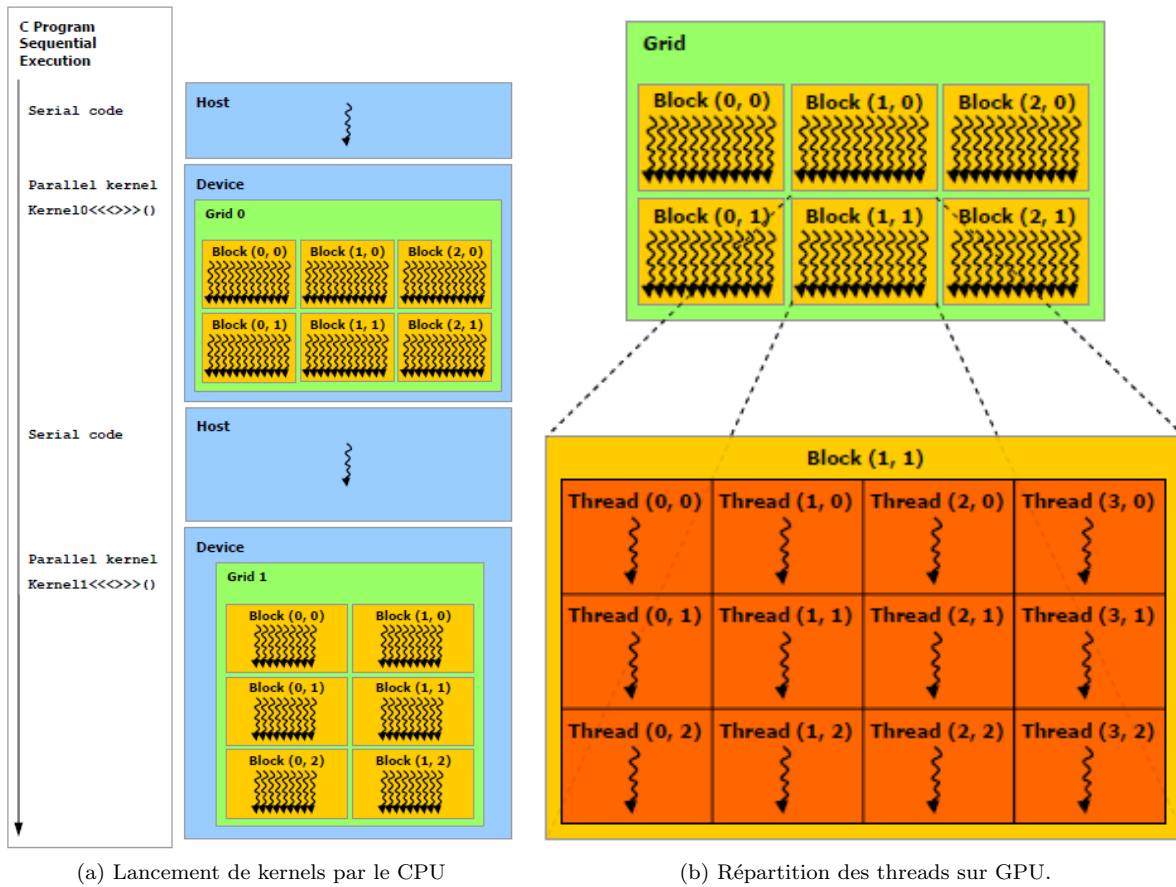 C Program
Sequential
Execution
Serial code
Host
Parallel kernel
Kernel0<<<>>>()
Device
Grid 0
Block (0, 0) Block (1, 0) Block (2, 0)
Block (0, 1) Block (1, 1) Block (2, 1)
Serial code
Host
Parallel kernel
Kernel1<<<>>>()
Device
Grid 1
Block (0, 0) Block (1, 0)
Block (0, 1) Block (1, 1)
Block (0, 2) Block (1, 2)
(a) Lancement de kernels par le CPU
Grid
Block (0, 0) Block (1, 0) Block (2, 0)
Block (0, 1) Block (1, 1) Block (2, 1)
Block (1, 1)
Thread (0, 0) Thread (1, 0) Thread (2, 0) Thread (3, 0)
Thread (0, 1) Thread (1, 1) Thread (2, 1) Thread (3, 1)
Thread (0, 2) Thread (1, 2) Thread (2, 2) Thread (3, 2)
(b) Répartition des threads sur GPU.